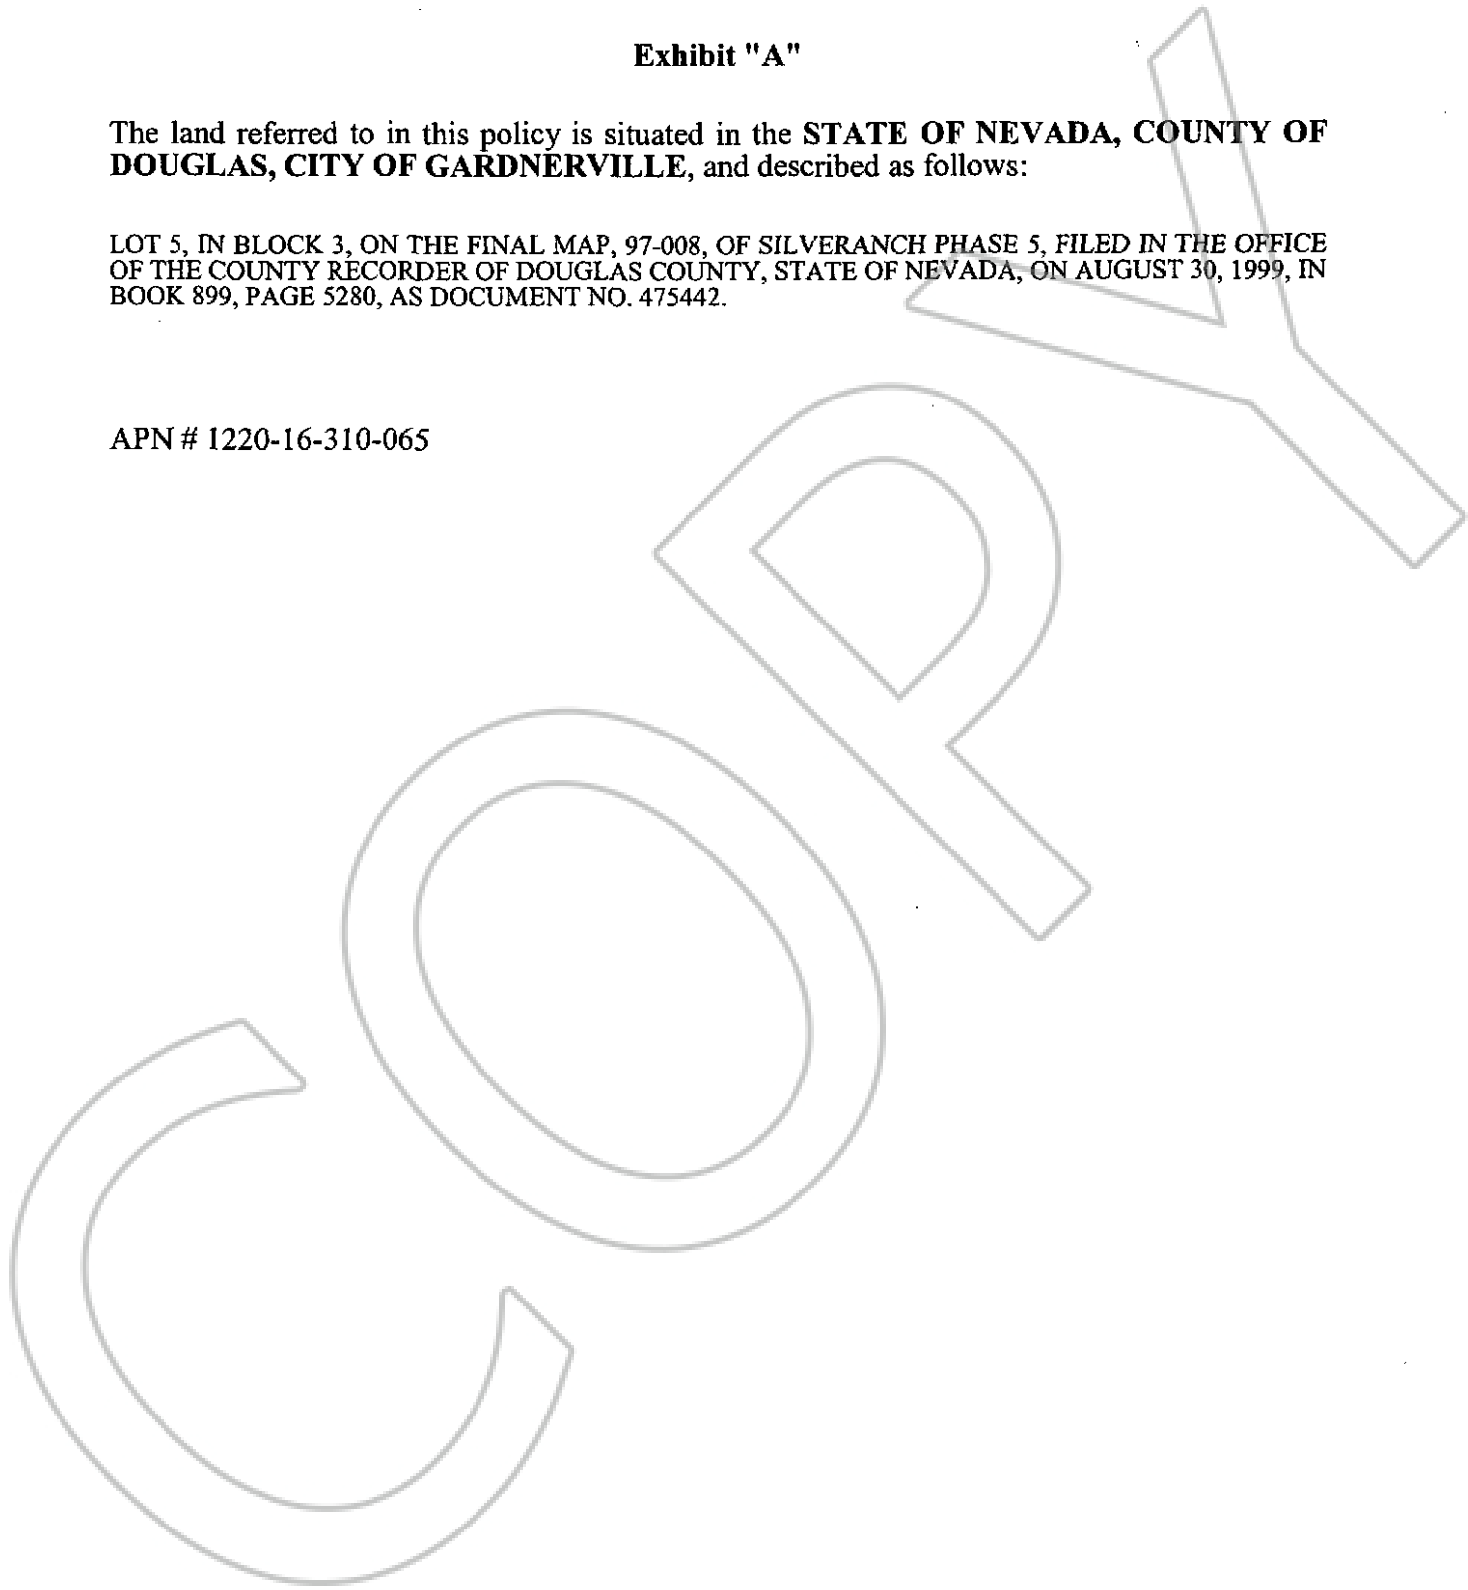 Exhibit "A"
The land referred to in this policy is situated in the STATE OF NEVADA, COUNTY OF
DOUGLAS, CITY OF GARDNERVILLE, and described as follows:
LOT 5, IN BLOCK 3, ON THE FINAL MAP, 97-008, OF SILVERANCH PHASE 5, FILED IN THE OFFICE
OF THE COUNTY RECORDER OF DOUGLAS COUNTY, STATE OF NEVADA, ON AUGUST 30, 1999, IN
BOOK 899, PAGE 5280, AS DOCUMENT NO. 475442.
APN # 1220-16-310-065
COPY